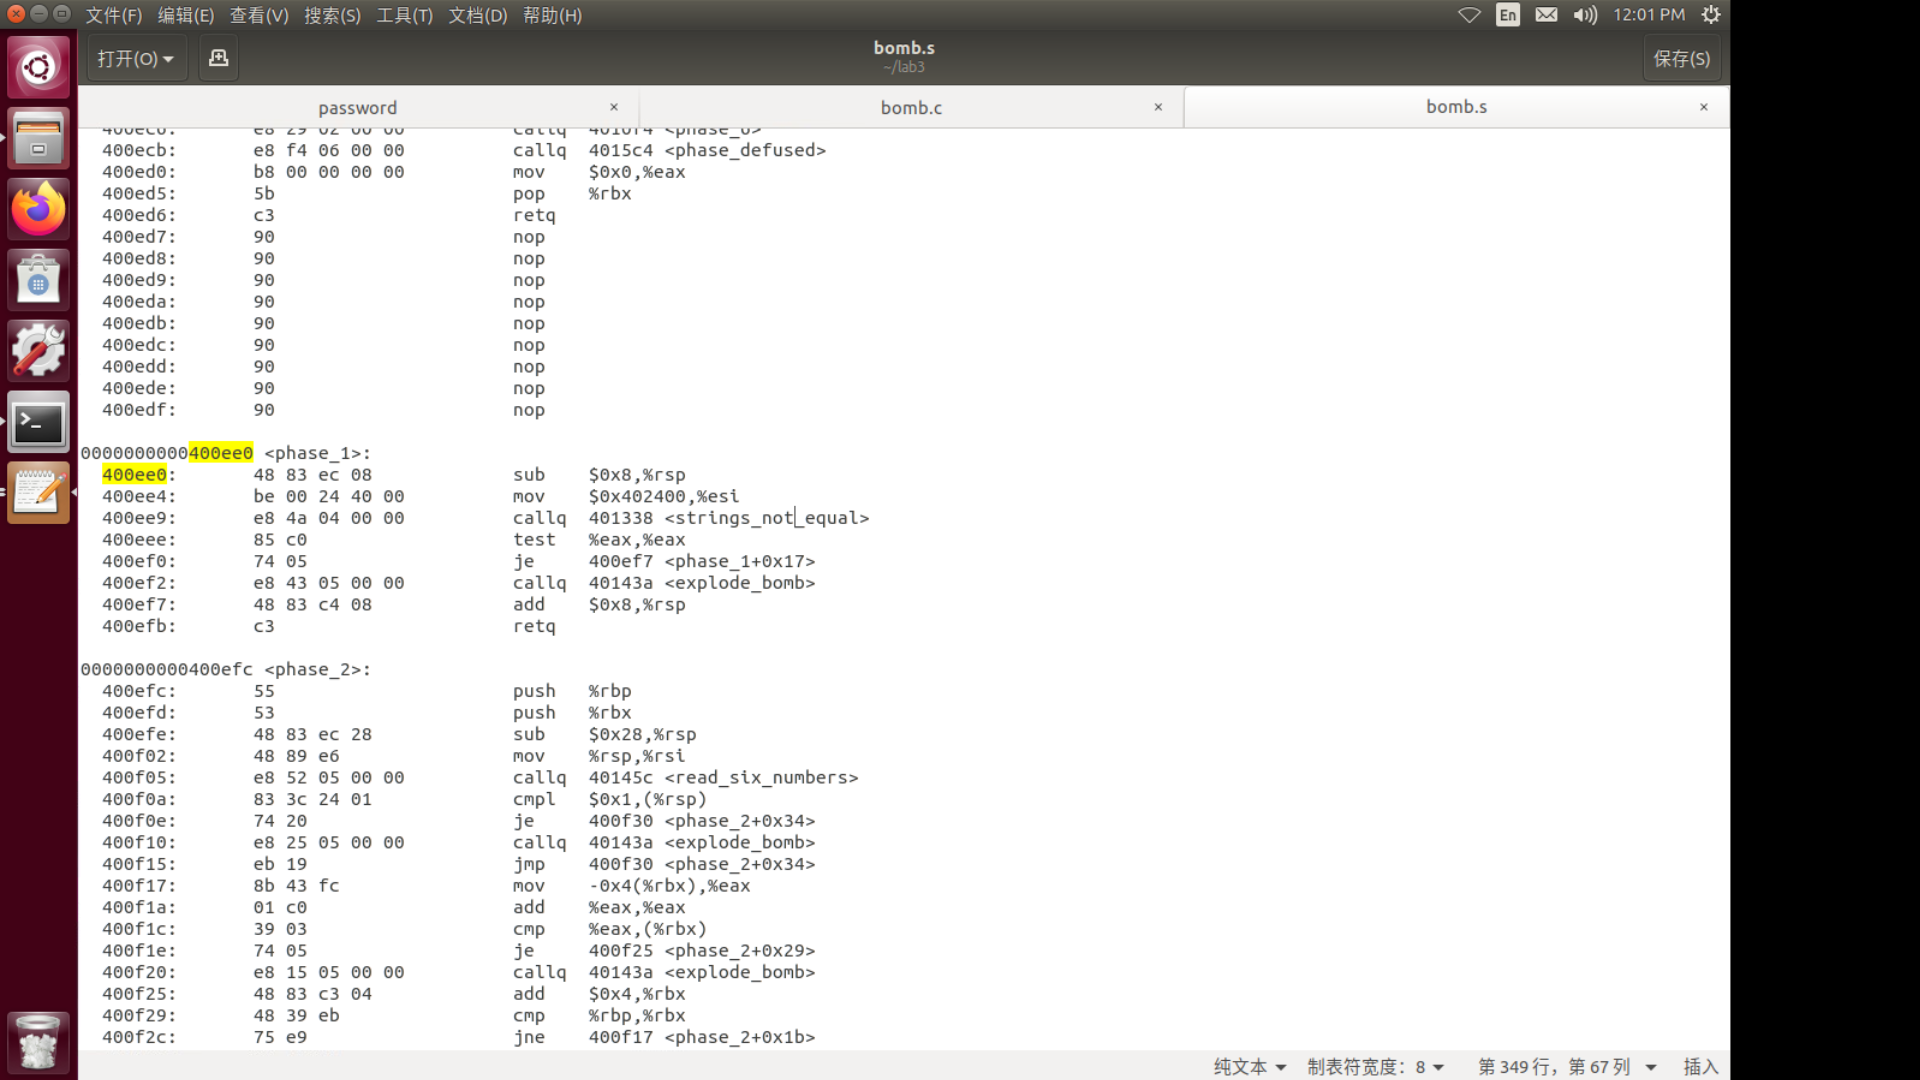 文件(F) 编辑(E) 查看(V) 搜索(S) 工具(T) 文档(D) 帮助(H) En 12:01 PM
打开(O) bomb.s 保存(S)
~/lab3
password × bomb.c × bomb.s ×
400ec6: e8 29 02 00 00 callq 4010f4 <phase_6>
400ecb: e8 f4 06 00 00 callq 4015c4 <phase_defused>
400ed0: b8 00 00 00 00 mov $0x0,%eax
400ed5: 5b pop %rbx
400ed6: c3 retq
400ed7: 90 nop
400ed8: 90 nop
400ed9: 90 nop
400eda: 90 nop
400edb: 90 nop
400edc: 90 nop
400edd: 90 nop
400ede: 90 nop
400edf: 90 nop
0000000000400ee0 <phase_1>:
400ee0: 48 83 ec 08 sub $0x8,%rsp
400ee4: be 00 24 40 00 mov $0x402400,%esi
400ee9: e8 4a 04 00 00 callq 401338 <strings_not_equal>
400eee: 85 c0 test %eax,%eax
400ef0: 74 05 je 400ef7 <phase_1+0x17>
400ef2: e8 43 05 00 00 callq 40143a <explode_bomb>
400ef7: 48 83 c4 08 add $0x8,%rsp
400efb: c3 retq
0000000000400efc <phase_2>:
400efc: 55 push %rbp
400efd: 53 push %rbx
400efe: 48 83 ec 28 sub $0x28,%rsp
400f02: 48 89 e6 mov %rsp,%rsi
400f05: e8 52 05 00 00 callq 40145c <read_six_numbers>
400f0a: 83 3c 24 01 cmpl $0x1,(%rsp)
400f0e: 74 20 je 400f30 <phase_2+0x34>
400f10: e8 25 05 00 00 callq 40143a <explode_bomb>
400f15: eb 19 jmp 400f30 <phase_2+0x34>
400f17: 8b 43 fc mov -0x4(%rbx),%eax
400f1a: 01 c0 add %eax,%eax
400f1c: 39 03 cmp %eax,(%rbx)
400f1e: 74 05 je 400f25 <phase_2+0x29>
400f20: e8 15 05 00 00 callq 40143a <explode_bomb>
400f25: 48 83 c3 04 add $0x4,%rbx
400f29: 48 39 eb cmp %rbp,%rbx
400f2c: 75 e9 jne 400f17 <phase_2+0x1b>
纯文本 制表符宽度：8 第 349 行，第 67 列 插入